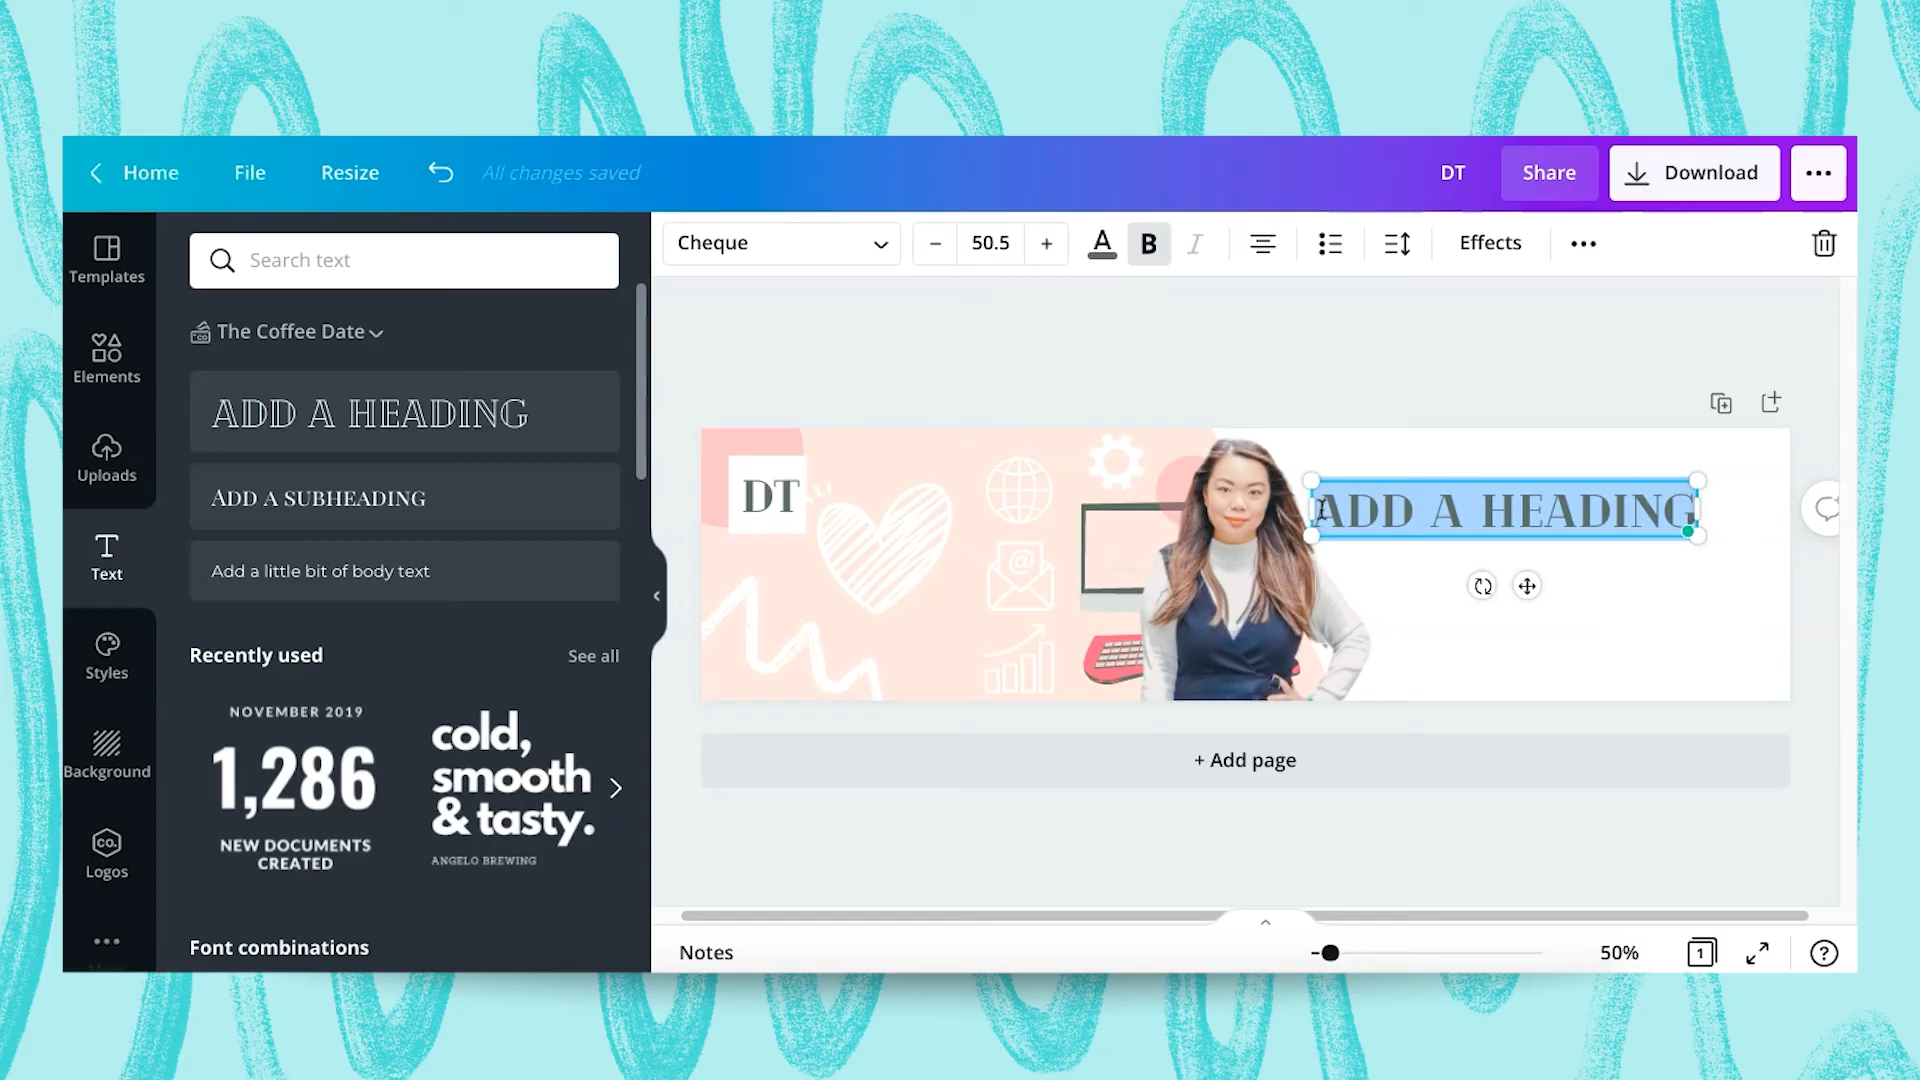 Home File Resize All changes saved DT Share Download
Templates
Elements
Uploads
Text
Styles
Background
Logos
Search text
The Coffee Date
ADD A HEADING
ADD A SUBHEADING
Add a little bit of body text
Recently used See all
NOVEMBER 2019
1,286
NEW DOCUMENTS
CREATED
cold,
smooth
& tasty.
ANGELO BREWING
Font combinations
Cheque - 50.5 + A B I Effects
DT
@
ADD A HEADING
+ Add page
Notes 50% 1 ?
CO.